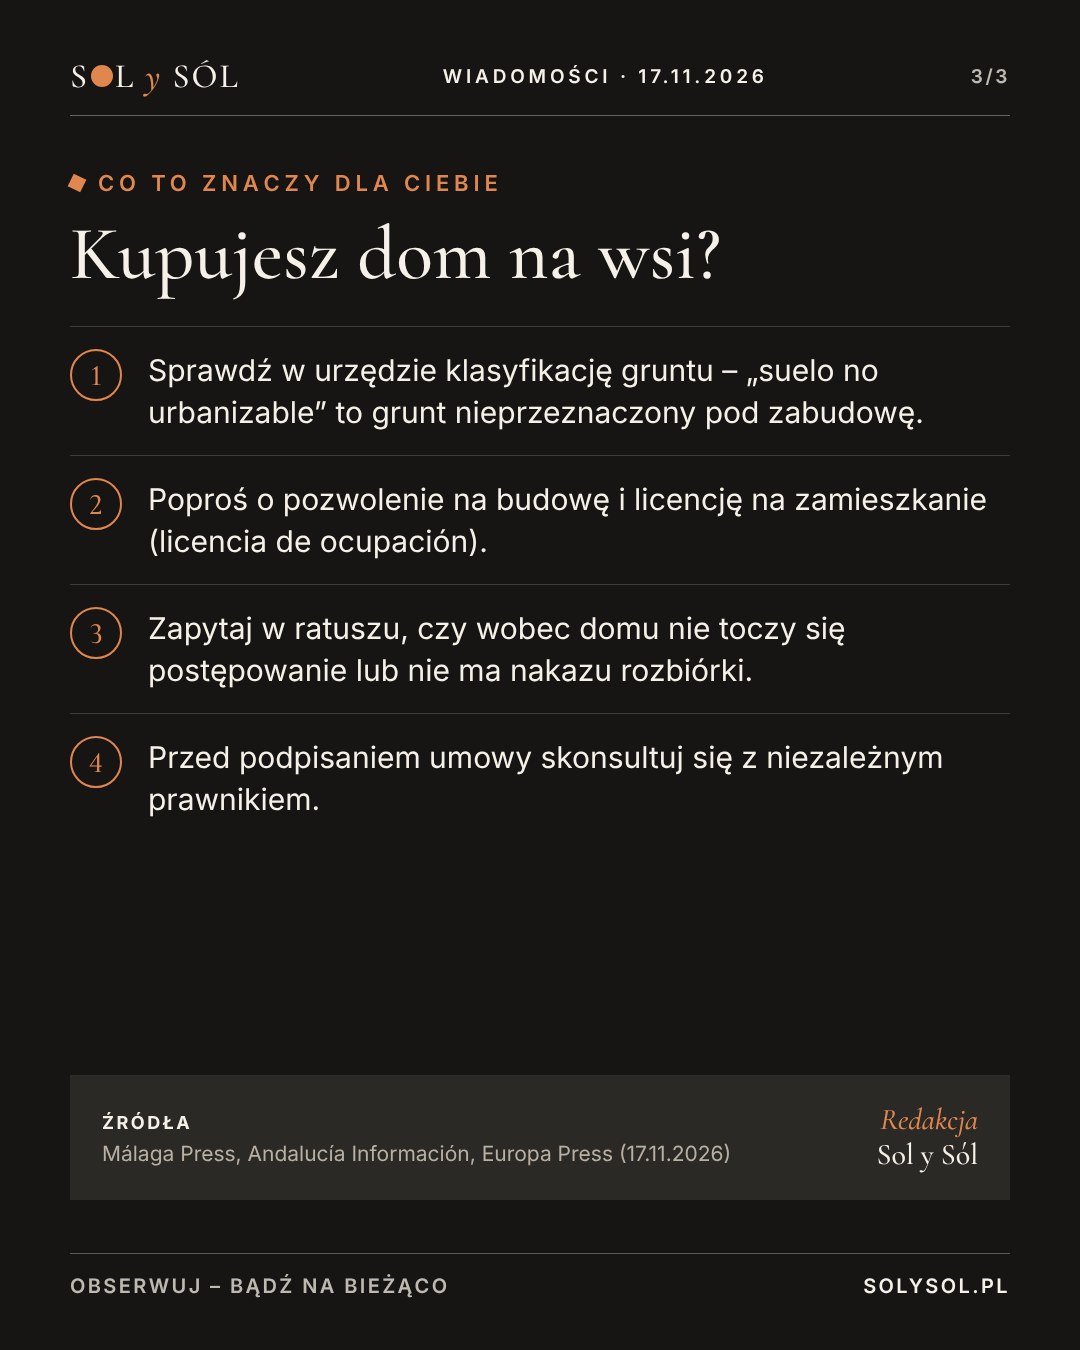 SOL y SÓL
WIADOMOŚCI · 17.11.2026
3/3
CO TO ZNACZY DLA CIEBIE
Kupujesz dom na wsi?
1
Sprawdź w urzędzie klasyfikację gruntu – „suelo no
urbanizable” to grunt nieprzeznaczony pod zabudowę.
2
Poproś o pozwolenie na budowę i licencję na zamieszkanie
(licencia de ocupación).
3
Zapytaj w ratuszu, czy wobec domu nie toczy się
postępowanie lub nie ma nakazu rozbiórki.
4
Przed podpisaniem umowy skonsultuj się z niezależnym
prawnikiem.
ŹRÓDŁA
Málaga Press, Andalucía Información, Europa Press (17.11.2026)
Redakcja
Sol y Sól
OBSERWUJ – BĄDŹ NA BIEŻĄCO
SOLYSOL.PL